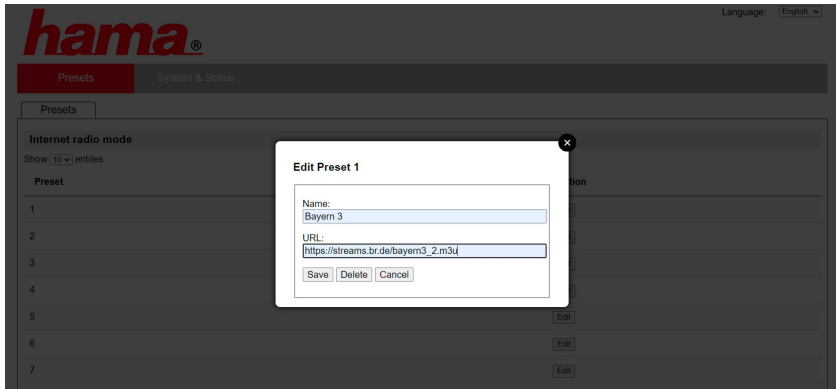 Language: English
hama®
Presets System & Status
Presets
Internet radio mode
Show 10 entries
Preset
1
2
3
4
5 Edit
6 Edit
7 Edit
Edit Preset 1
Name:
Bayern 3
URL:
https://streams.br.de/bayern3_2.m3u
Save Delete Cancel